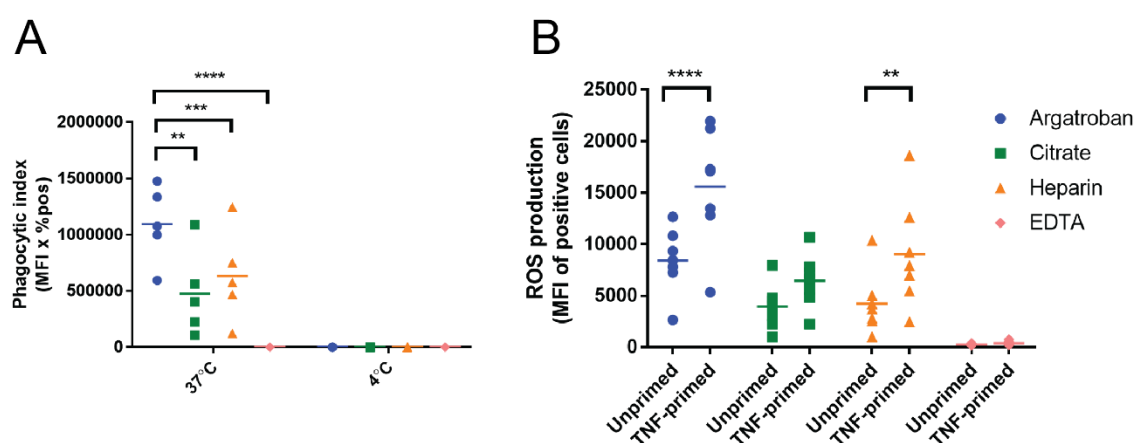 A
B
****
***
**
2000000
1500000
1000000
500000
0
Phagocytic index
(MFI x %pos)
37°C
4°C
****
**
25000
20000
15000
10000
5000
0
ROS production
(MFI of positive cells)
Unprimed
TNF-primed
Unprimed
TNF-primed
Unprimed
TNF-primed
Unprimed
TNF-primed
Argatroban
Citrate
Heparin
EDTA